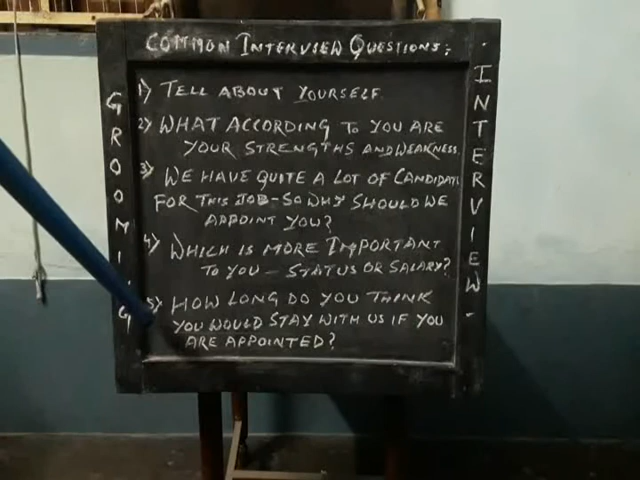 COMMON INTERVIEW QUESTIONS:
GROOMING
INTERVIEW
1) TELL ABOUT YOURSELF.
2) WHAT ACCORDING TO YOU ARE
YOUR STRENGTHS AND WEAKNESS.
3) WE HAVE QUITE A LOT OF CANDIDAT
FOR THIS JOB - SO WHY SHOULD WE
APPOINT YOU?
4) WHICH IS MORE IMPORTANT
TO YOU - STATUS OR SALARY?
5) HOW LONG DO YOU THINK
YOU WOULD STAY WITH US IF YOU
ARE APPOINTED?